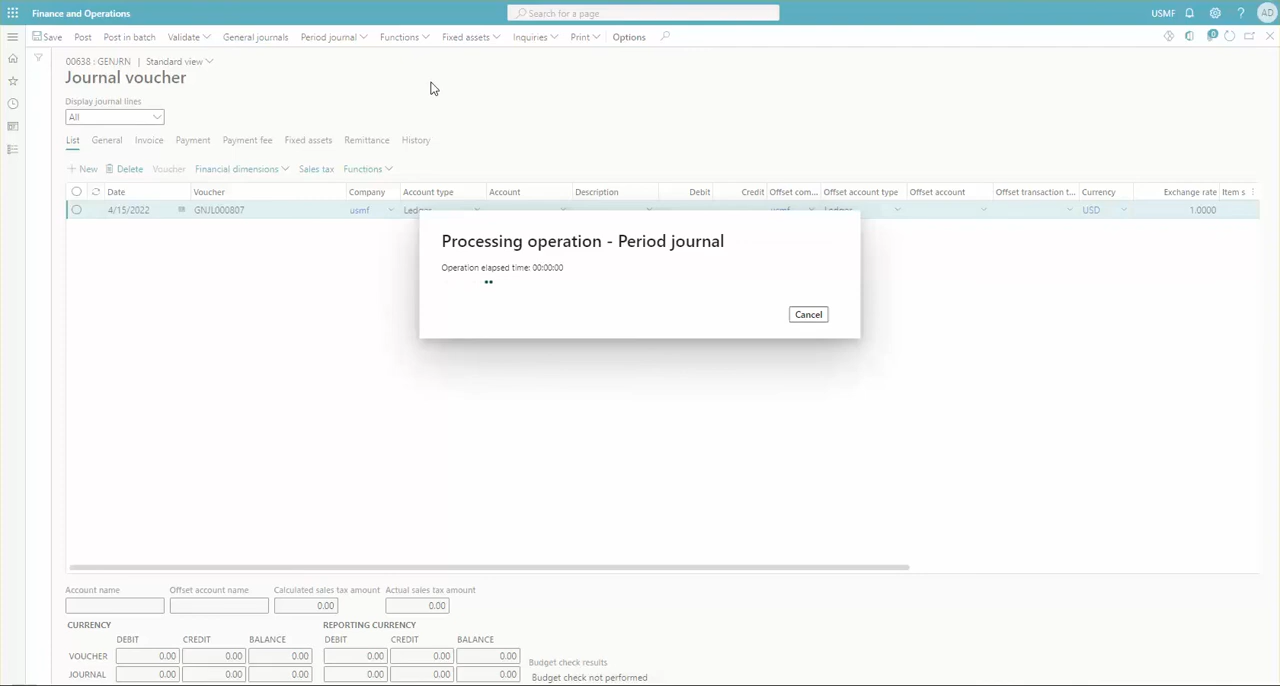 Finance and Operations
Search for a page
USMF
AD
Save Post Post in batch Validate General journals Period journal Functions Fixed assets Inquiries Print Options
0
00638 : GENJRN | Standard view
Journal voucher
Display journal lines
All
List General Invoice Payment Payment fee Fixed assets Remittance History
New Delete Voucher Financial dimensions Sales tax Functions
Date Voucher Company Account type Account Description Debit Credit Offset com... Offset account type Offset account Offset transaction t... Currency Exchange rate Item s
4/15/2022 GNJL000807 usmf Ledger usmf Ledger USD 1.0000
Processing operation - Period journal
Operation elapsed time: 00:00:00
Cancel
Account name Offset account name Calculated sales tax amount Actual sales tax amount
0.00 0.00
CURRENCY REPORTING CURRENCY
DEBIT CREDIT BALANCE DEBIT CREDIT BALANCE
VOUCHER 0.00 0.00 0.00 0.00 0.00 0.00
Budget check results
JOURNAL 0.00 0.00 0.00 0.00 0.00 0.00
Budget check not performed